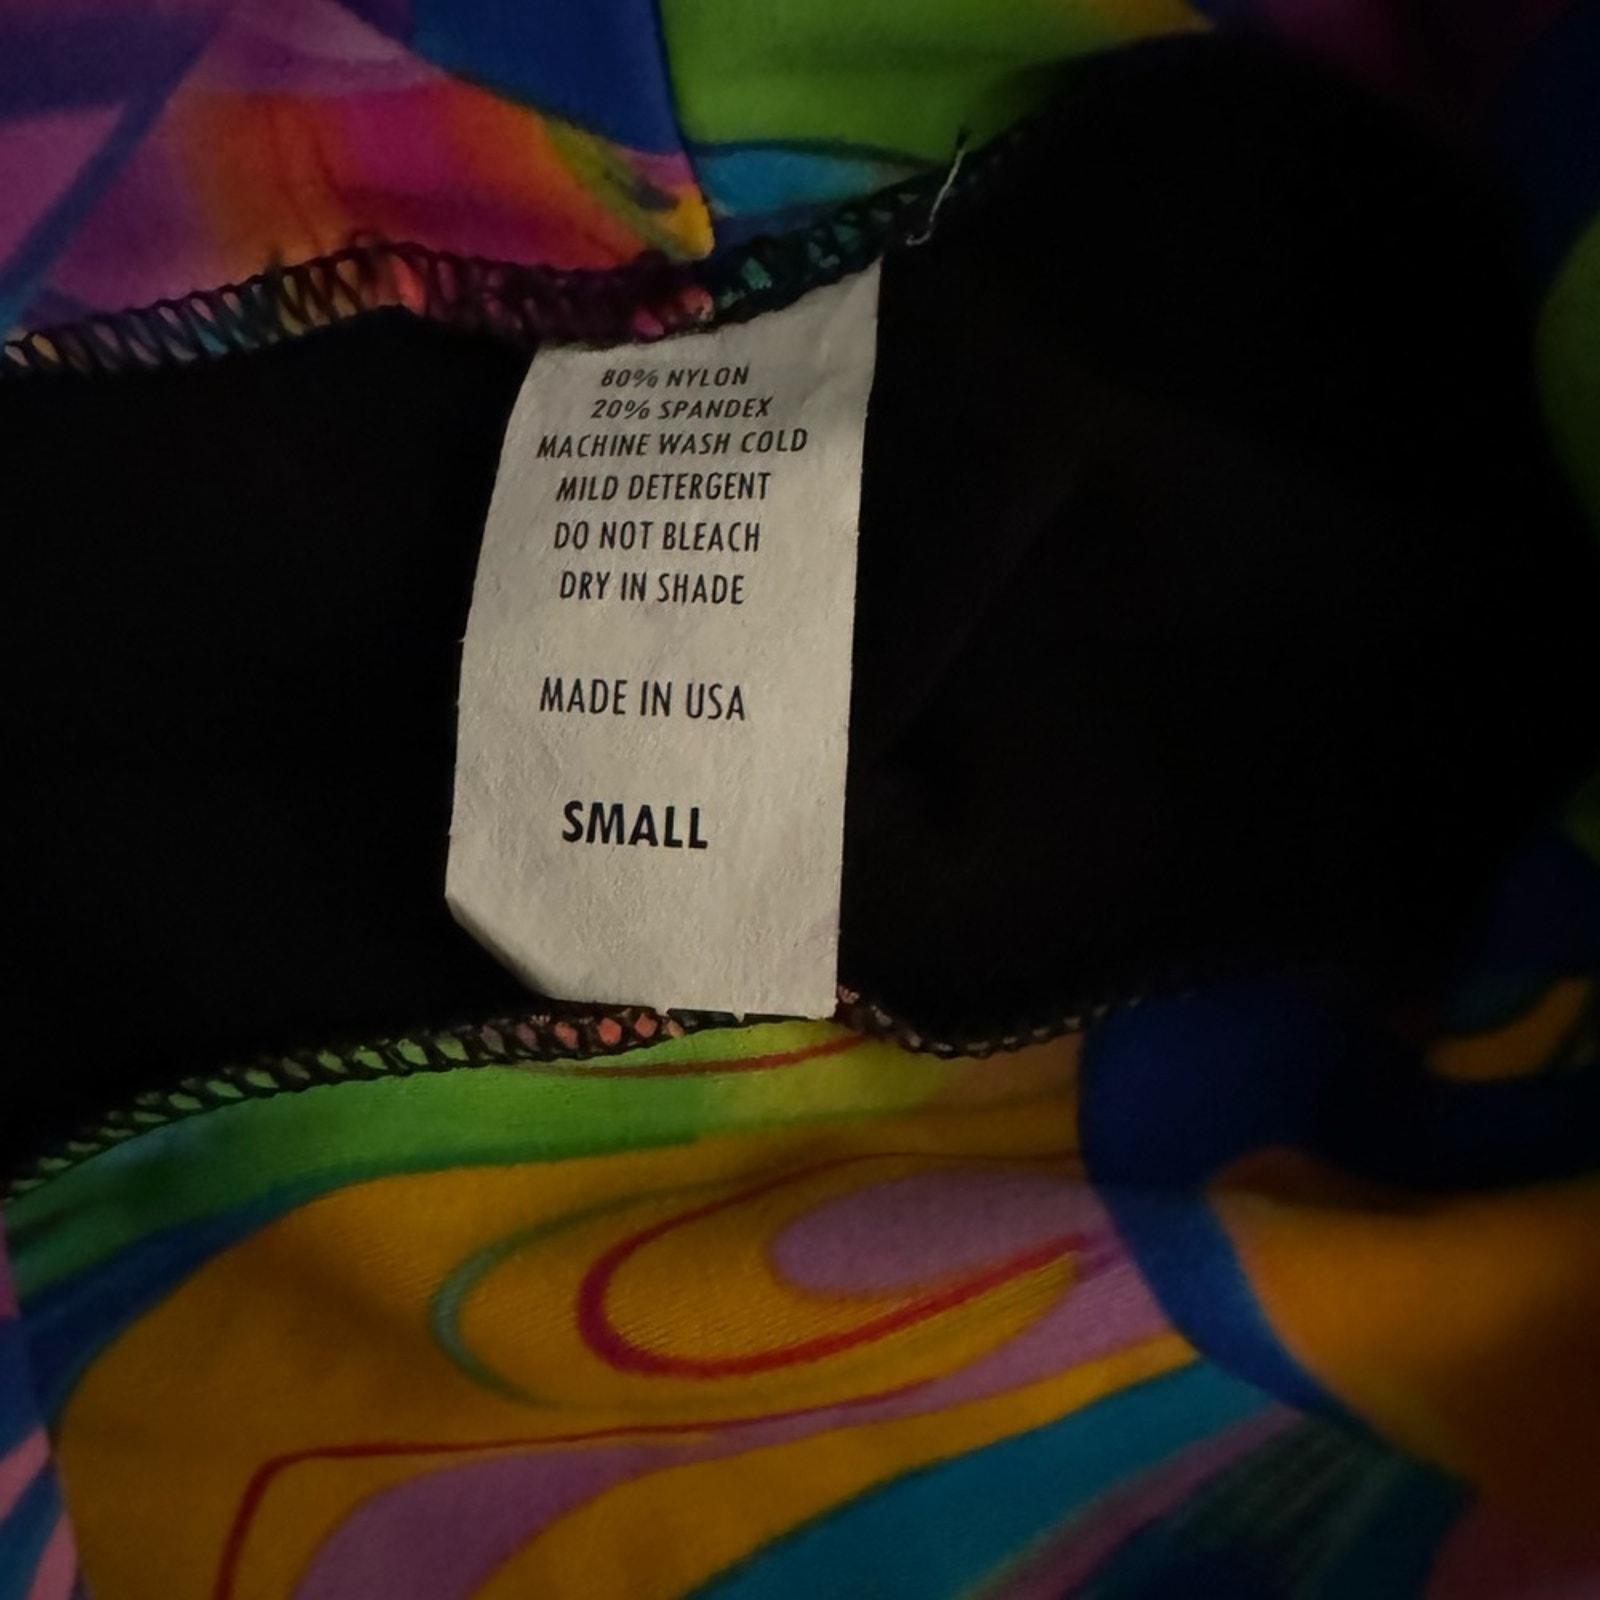 80% NYLON
20% SPANDEX
MACHINE WASH COLD
MILD DETERGENT
DO NOT BLEACH
DRY IN SHADE
MADE IN USA
SMALL